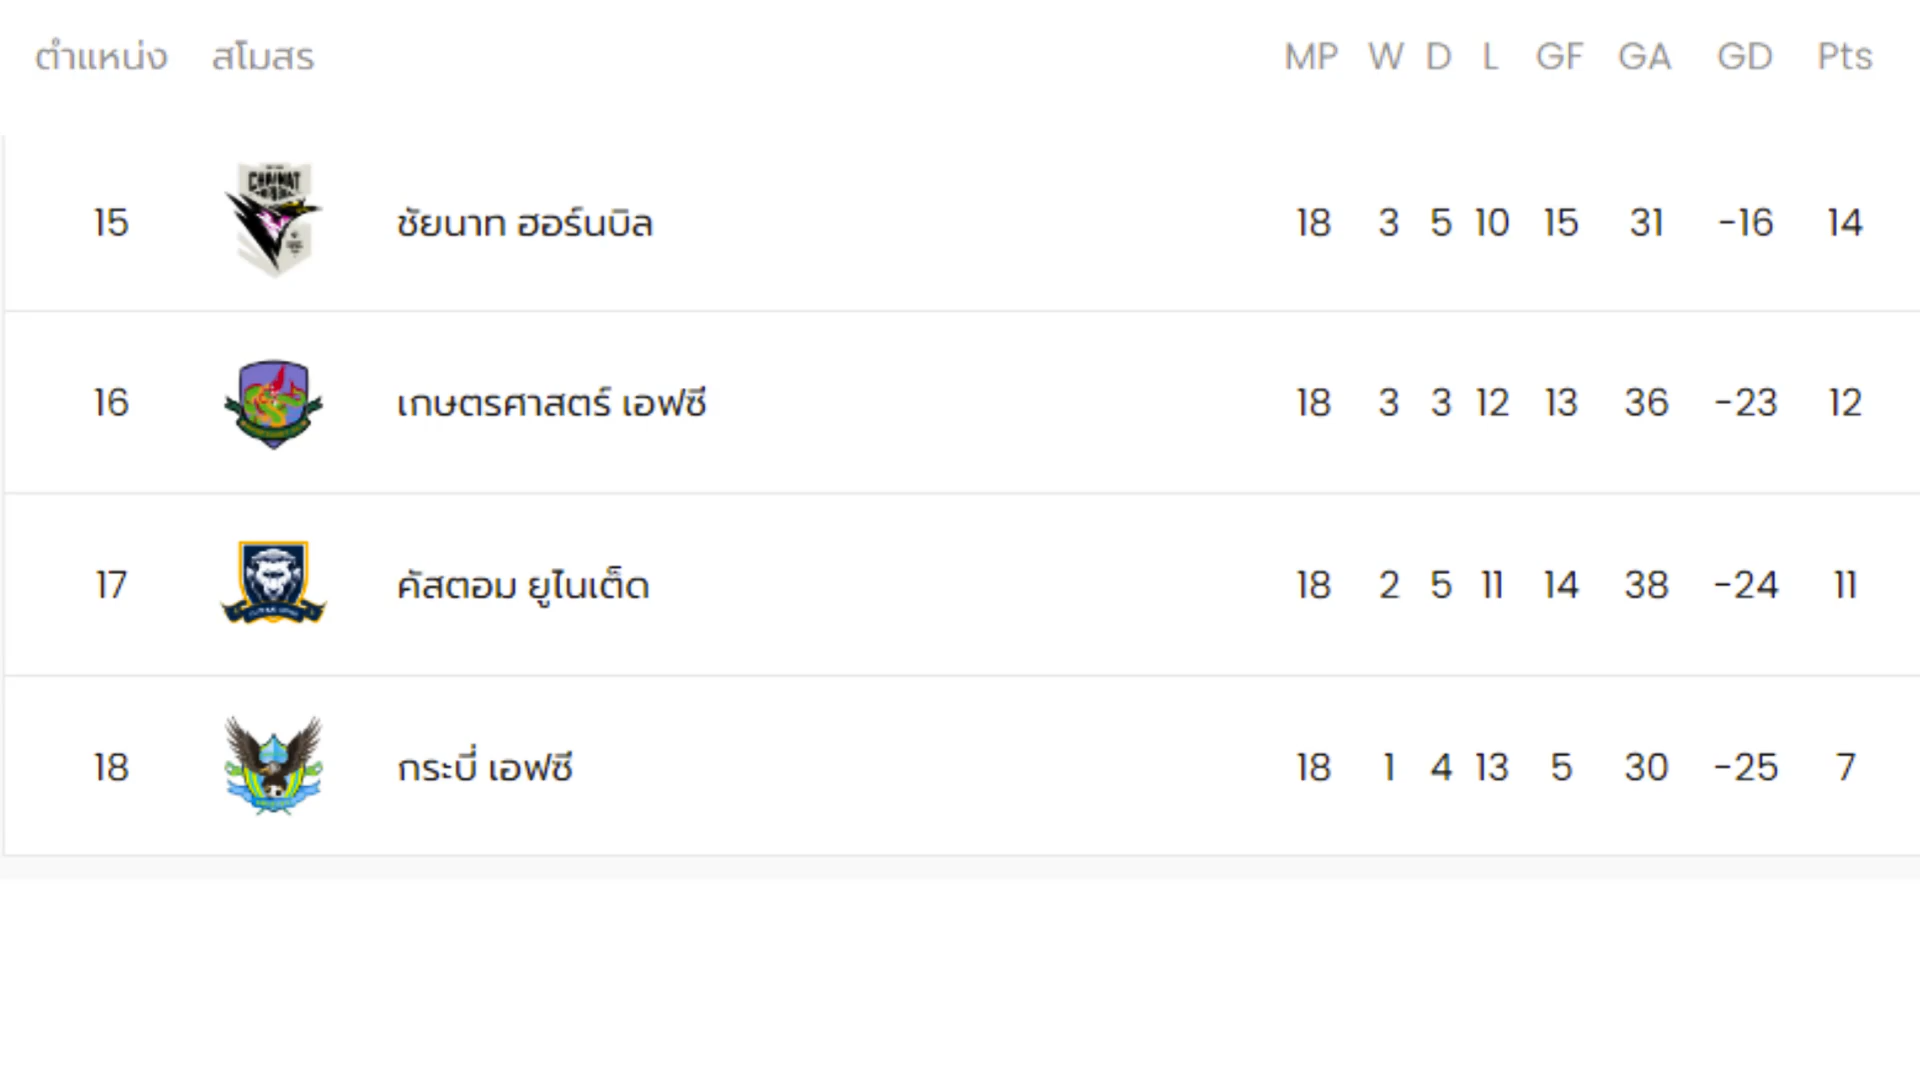 ตำแหน่ง สโมสร MP W D L GF GA GD Pts
CHAINAT
15 ชัยนาท ฮอร์นบิล 18 3 5 10 15 31 -16 14
16 เกษตรศาสตร์ เอฟซี 18 3 3 12 13 36 -23 12
17 คัสตอม ยูไนเต็ด 18 2 5 11 14 38 -24 11
18 กระบี่ เอฟซี 18 1 4 13 5 30 -25 7